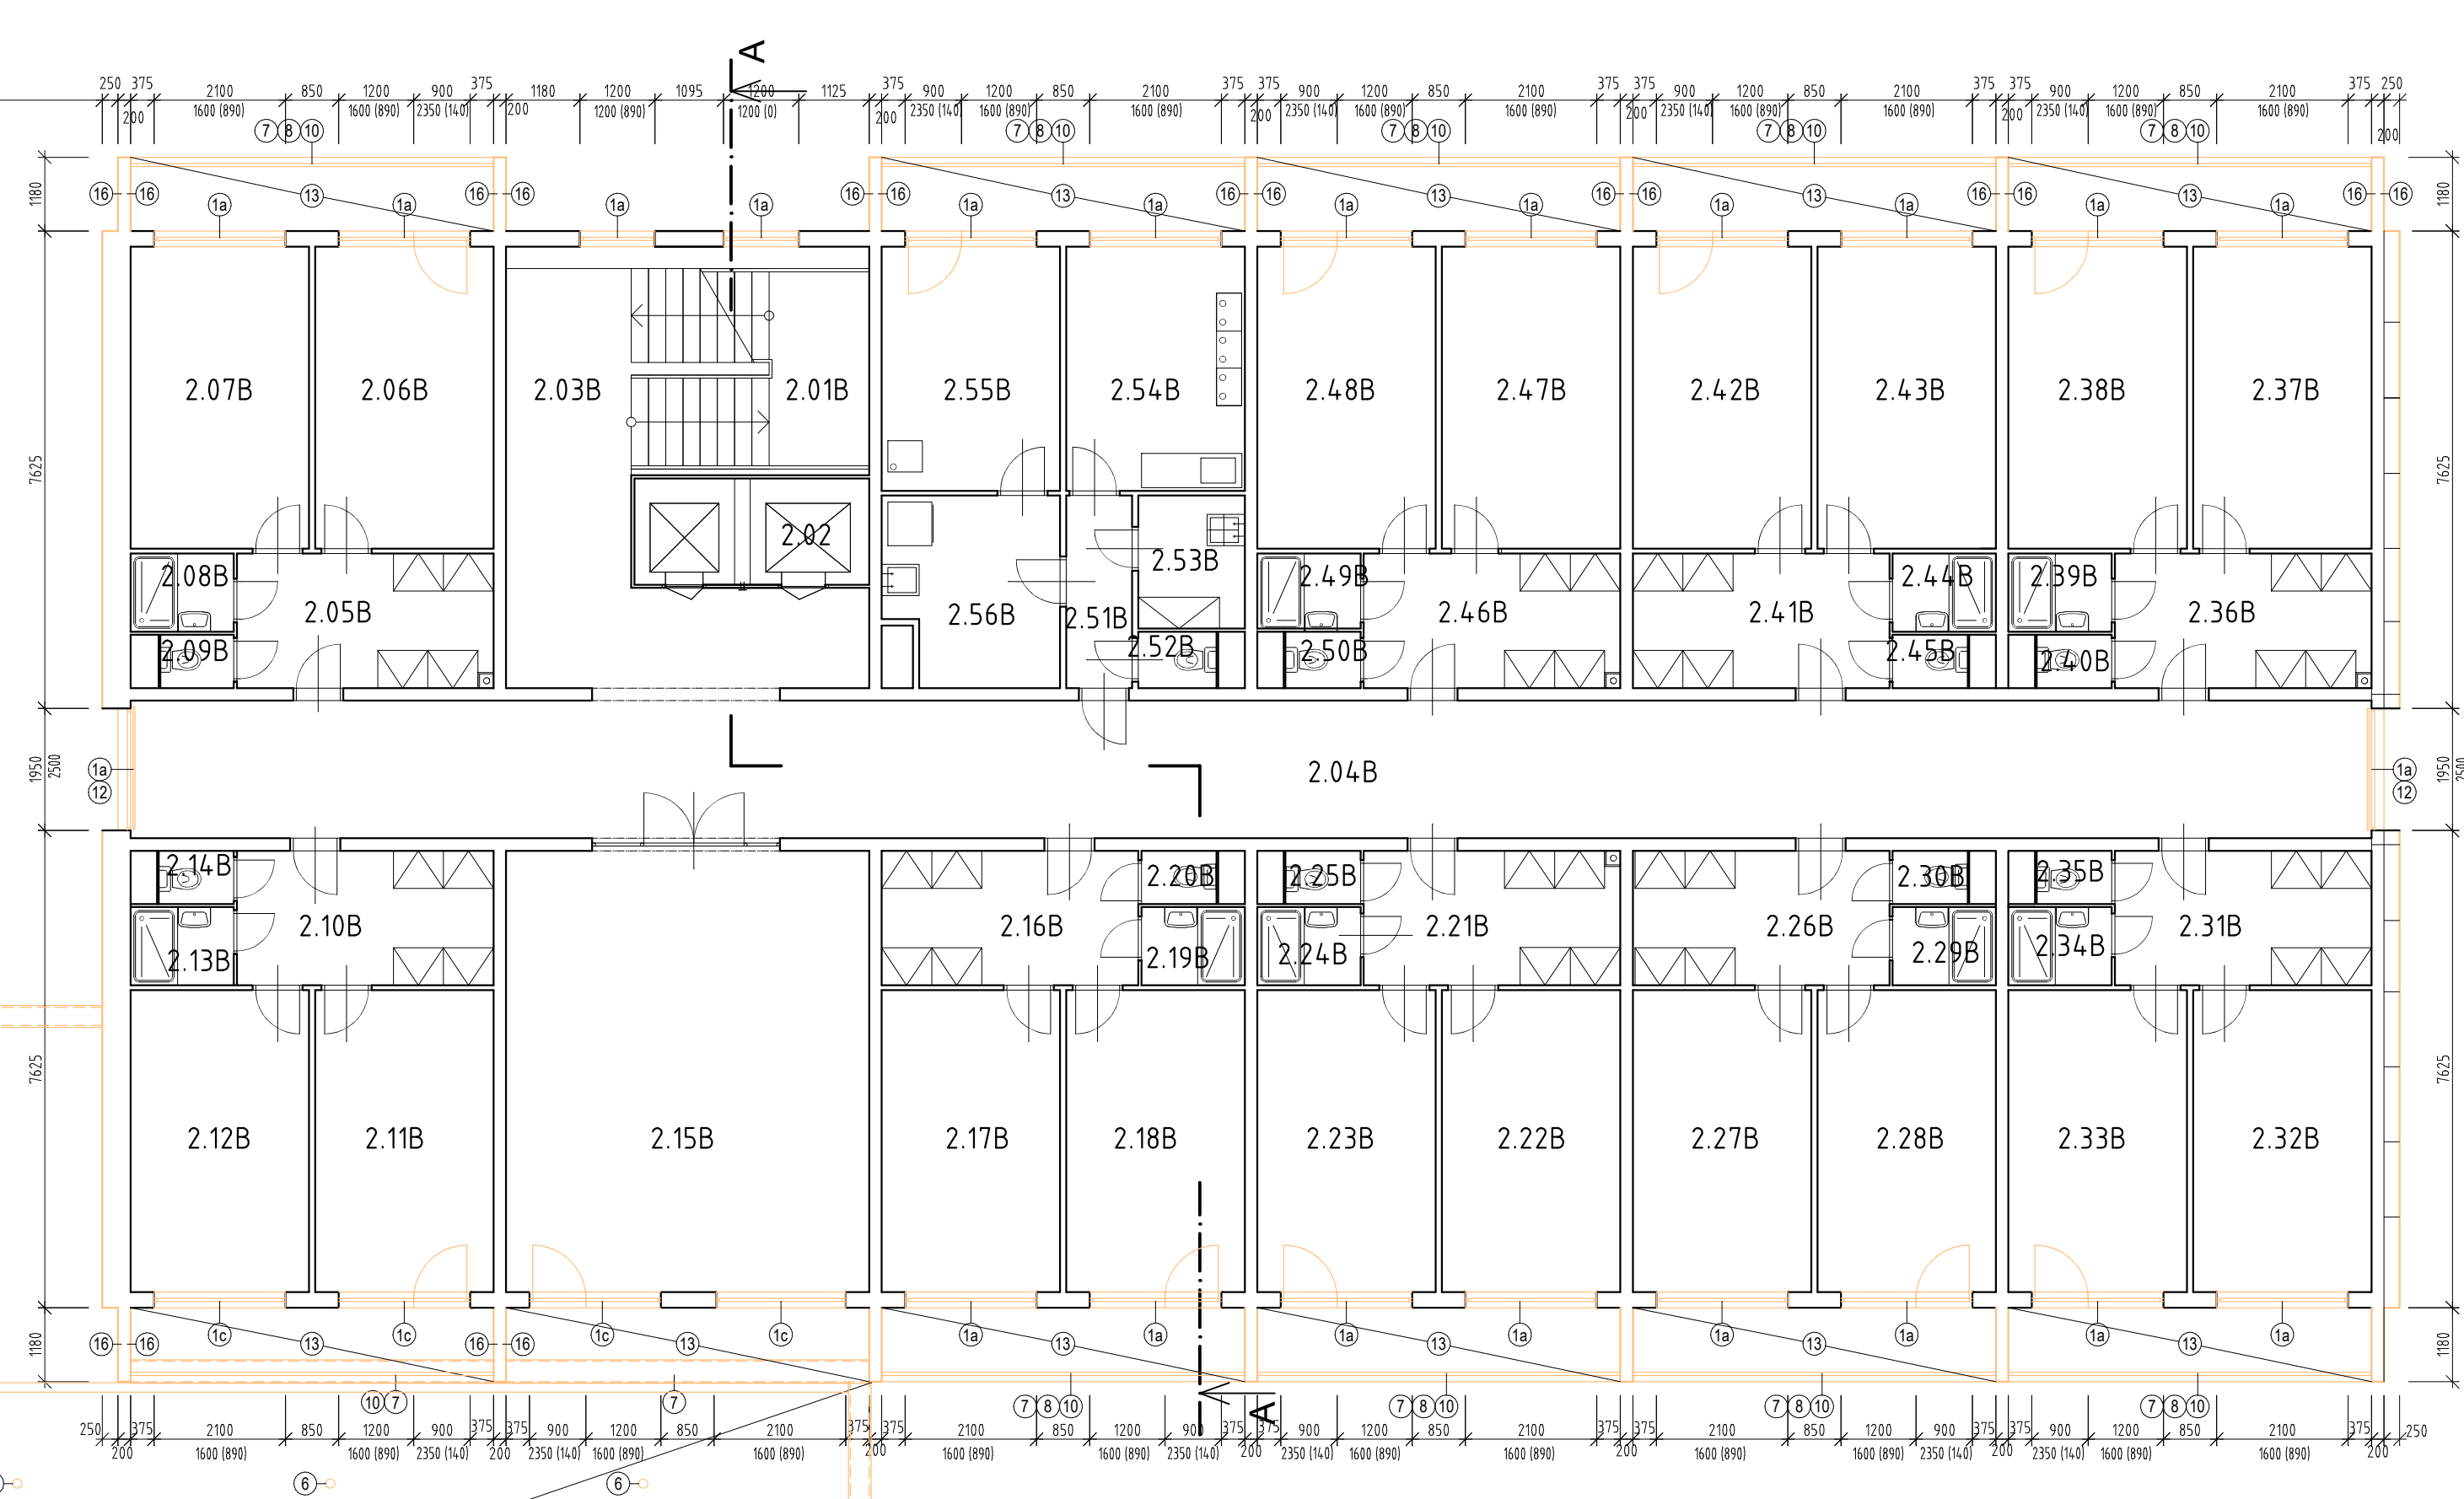 A
250 375 2100 850 1200 900 375 1180 1200 1095 1200 1125 375 900 1200 850 2100 375 375 900 1200 850 2100 375 375 900 1200 850 2100 375 375 900 1200 850 2100 375 250
200 1600 (890) 1600 (890) 2350 (140) 200 1200 (890) 1200 (0) 200 2350 (140) 1600 (890) 1600 (890) 200 2350 (140) 1600 (890) 1600 (890) 200 2350 (140) 1600 (890) 1600 (890) 200 2350 (140) 1600 (890) 1600 (890) 200
7 8 10 7 8 10 7 8 10 7 8 10 7 8 10
1180 16 16 13 16 16 16 16 13 16 16 13 16 16 13 16 16 13 16 16 1180
1a 1a 1a 1a 1a 1a 1a 1a 1a 1a 1a 1a
2.07B 2.06B 2.03B 2.01B 2.55B 2.54B 2.48B 2.47B 2.42B 2.43B 2.38B 2.37B
7625 7625
2.02
2.08B 2.53B 2.49B 2.44B 2.39B
2.05B 2.56B 2.51B 2.46B 2.41B 2.36B
2.09B 2.52B 2.50B 2.45B 2.40B
1950 2500 1a 2.04B 1a 1950 2500
12 12
2.14B 2.20B 2.25B 2.30B 2.35B
2.10B 2.16B 2.21B 2.26B 2.31B
2.13B 2.19B 2.24B 2.29B 2.34B
7625 7625
2.12B 2.11B 2.15B 2.17B 2.18B 2.23B 2.22B 2.27B 2.28B 2.33B 2.32B
1c 1c 1c 1c 1a 1a 1a 1a 1a 1a 1a 1a
1180 16 16 13 16 16 13 13 13 13 13 1180
10 7 7 7 8 10 7 8 10 7 8 10 7 8 10
A
250 375 2100 850 1200 900 375 375 900 1200 850 2100 375 375 2100 850 1200 900 375 375 900 1200 850 2100 375 375 2100 850 1200 900 375 375 900 1200 850 2100 375 250
200 1600 (890) 1600 (890) 2350 (140) 200 2350 (140) 1600 (890) 1600 (890) 200 1600 (890) 1600 (890) 2350 (140) 200 2350 (140) 1600 (890) 1600 (890) 200 1600 (890) 1600 (890) 2350 (140) 200 2350 (140) 1600 (890) 1600 (890) 200
6 6